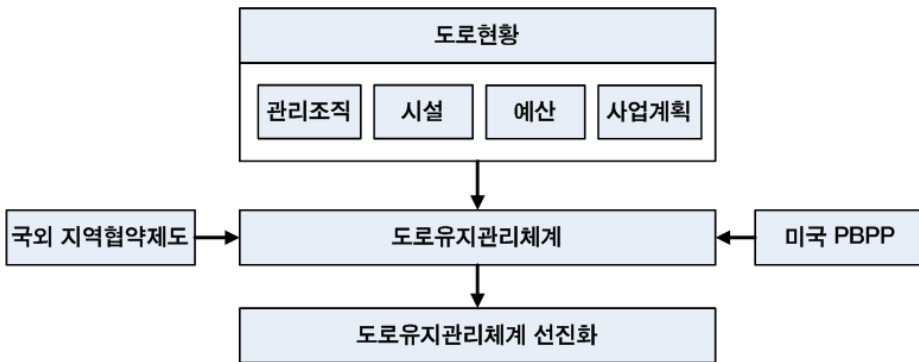 도로현황
관리조직
시설
예산
사업계획
국외 지역협약제도
도로유지관리체계
미국 PBPP
도로유지관리체계 선진화